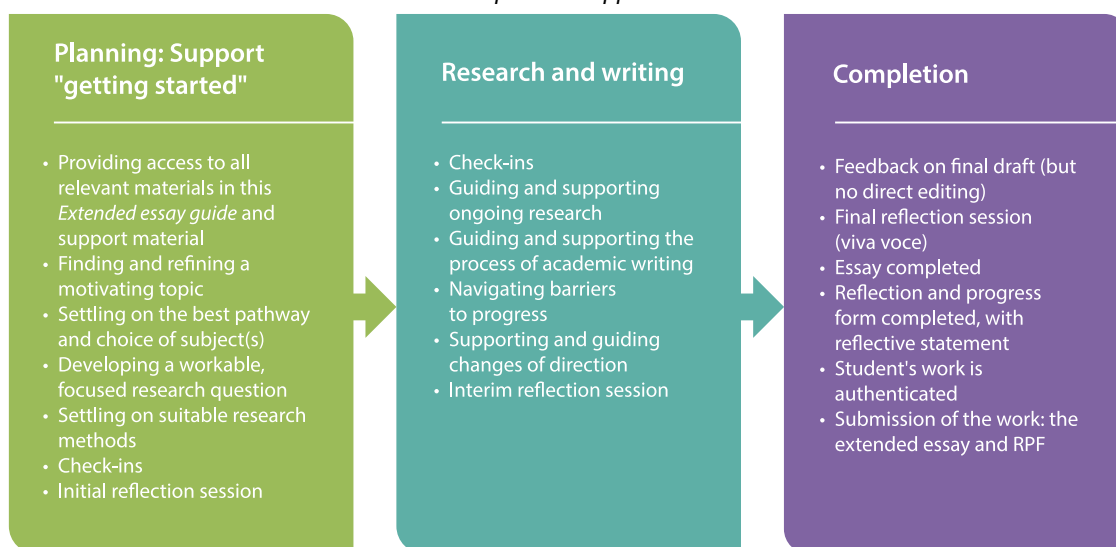 Planning: Support
"getting started"
• Providing access to all
relevant materials in this
Extended essay guide and
support material
• Finding and refining a
motivating topic
• Settling on the best pathway
and choice of subject(s)
• Developing a workable,
focused research question
• Settling on suitable research
methods
• Check-ins
• Initial reflection session
Research and writing
• Check-ins
• Guiding and supporting
ongoing research
• Guiding and supporting the
process of academic writing
• Navigating barriers
to progress
• Supporting and guiding
changes of direction
• Interim reflection session
Completion
• Feedback on final draft (but
no direct editing)
• Final reflection session
(viva voce)
• Essay completed
• Reflection and progress
form completed, with
reflective statement
• Student's work is
authenticated
• Submission of the work: the
extended essay and RPF